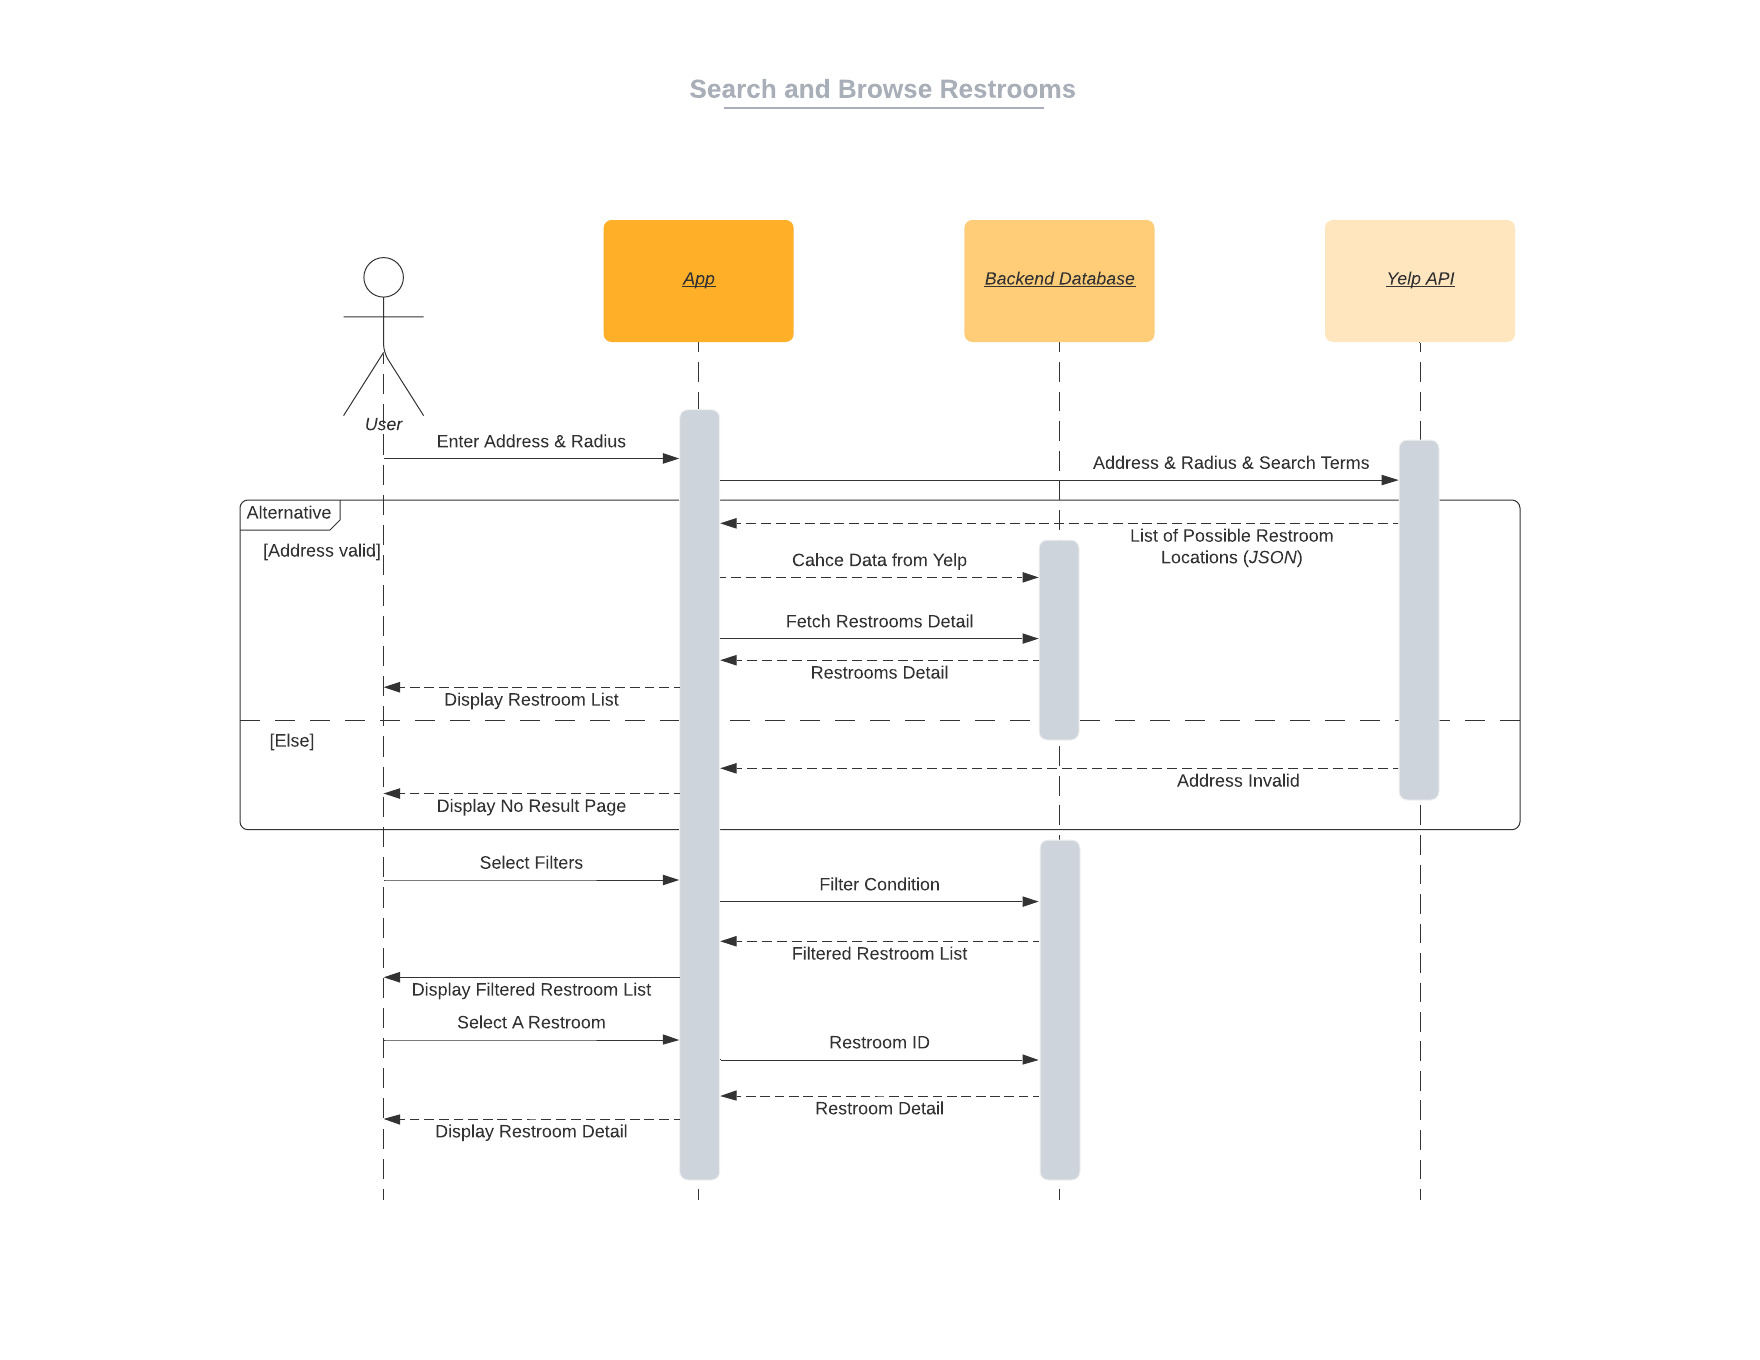 Search and Browse Restrooms
App
Backend Database
Yelp API
User
Enter Address & Radius
Address & Radius & Search Terms
Alternative
[Address valid]
List of Possible Restroom
Locations (JSON)
Cahce Data from Yelp
Fetch Restrooms Detail
Restrooms Detail
Display Restroom List
[Else]
Address Invalid
Display No Result Page
Select Filters
Filter Condition
Filtered Restroom List
Display Filtered Restroom List
Select A Restroom
Restroom ID
Restroom Detail
Display Restroom Detail